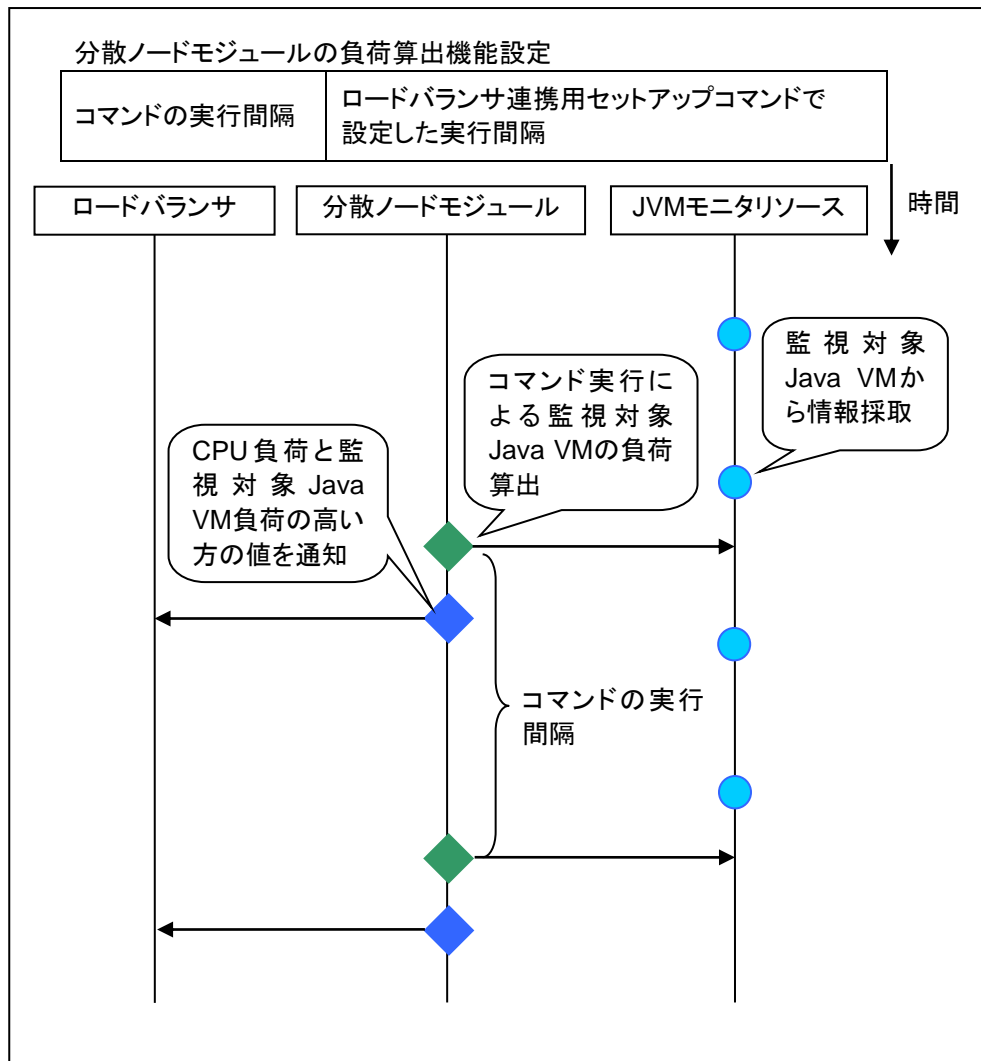 分散ノードモジュールの負荷算出機能設定
コマンドの実行間隔
ロードバランサ連携用セットアップコマンドで
設定した実行間隔
時間
ロードバランサ
分散ノードモジュール
JVMモニタリソース
監視対象
Java VMか
ら情報採取
コマンド実行に
よる監視対象
Java VMの負荷
算出
CPU負荷と監
視対象Java
VM負荷の高い
方の値を通知
コマンドの実行
間隔